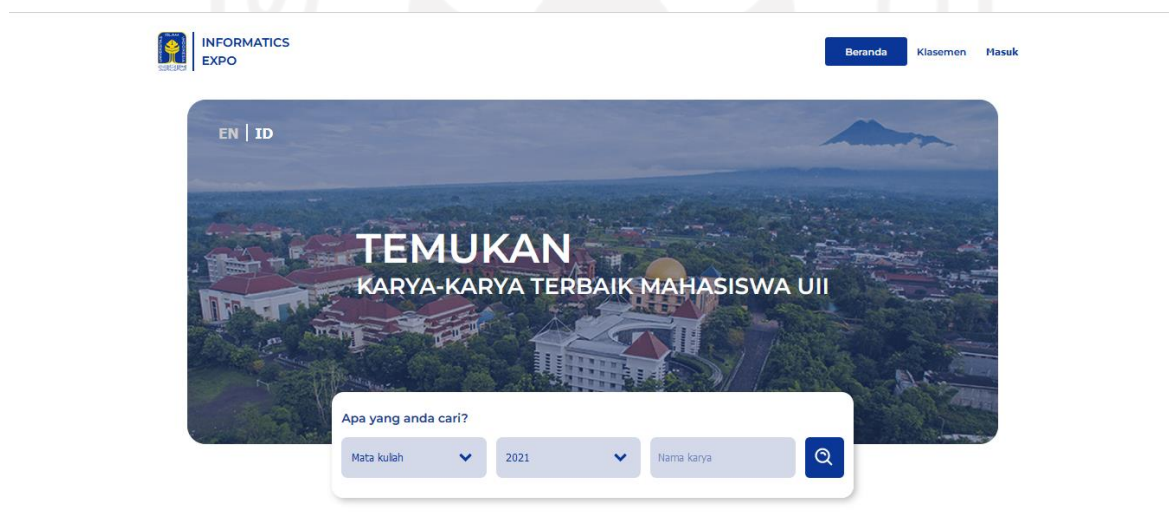 INFORMATICS
EXPO
Beranda
Klasemen
Masuk
EN | ID
TEMUKAN
KARYA-KARYA TERBAIK MAHASISWA UII
Apa yang anda cari?
Mata kuliah
2021
Nama karya